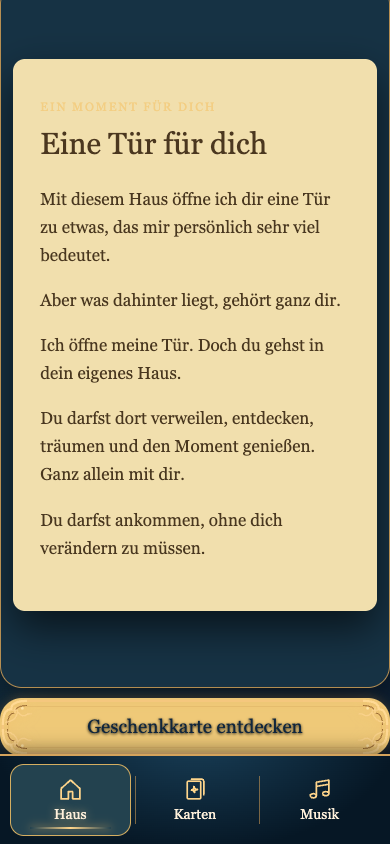 EIN MOMENT FÜR DICH
Eine Tür für dich
Mit diesem Haus öffne ich dir eine Tür
zu etwas, das mir persönlich sehr viel
bedeutet.
Aber was dahinter liegt, gehört ganz dir.
Ich öffne meine Tür. Doch du gehst in
dein eigenes Haus.
Du darfst dort verweilen, entdecken,
träumen und den Moment genießen.
Ganz allein mit dir.
Du darfst ankommen, ohne dich
verändern zu müssen.
Geschenkkarte entdecken
Haus
Karten
Musik